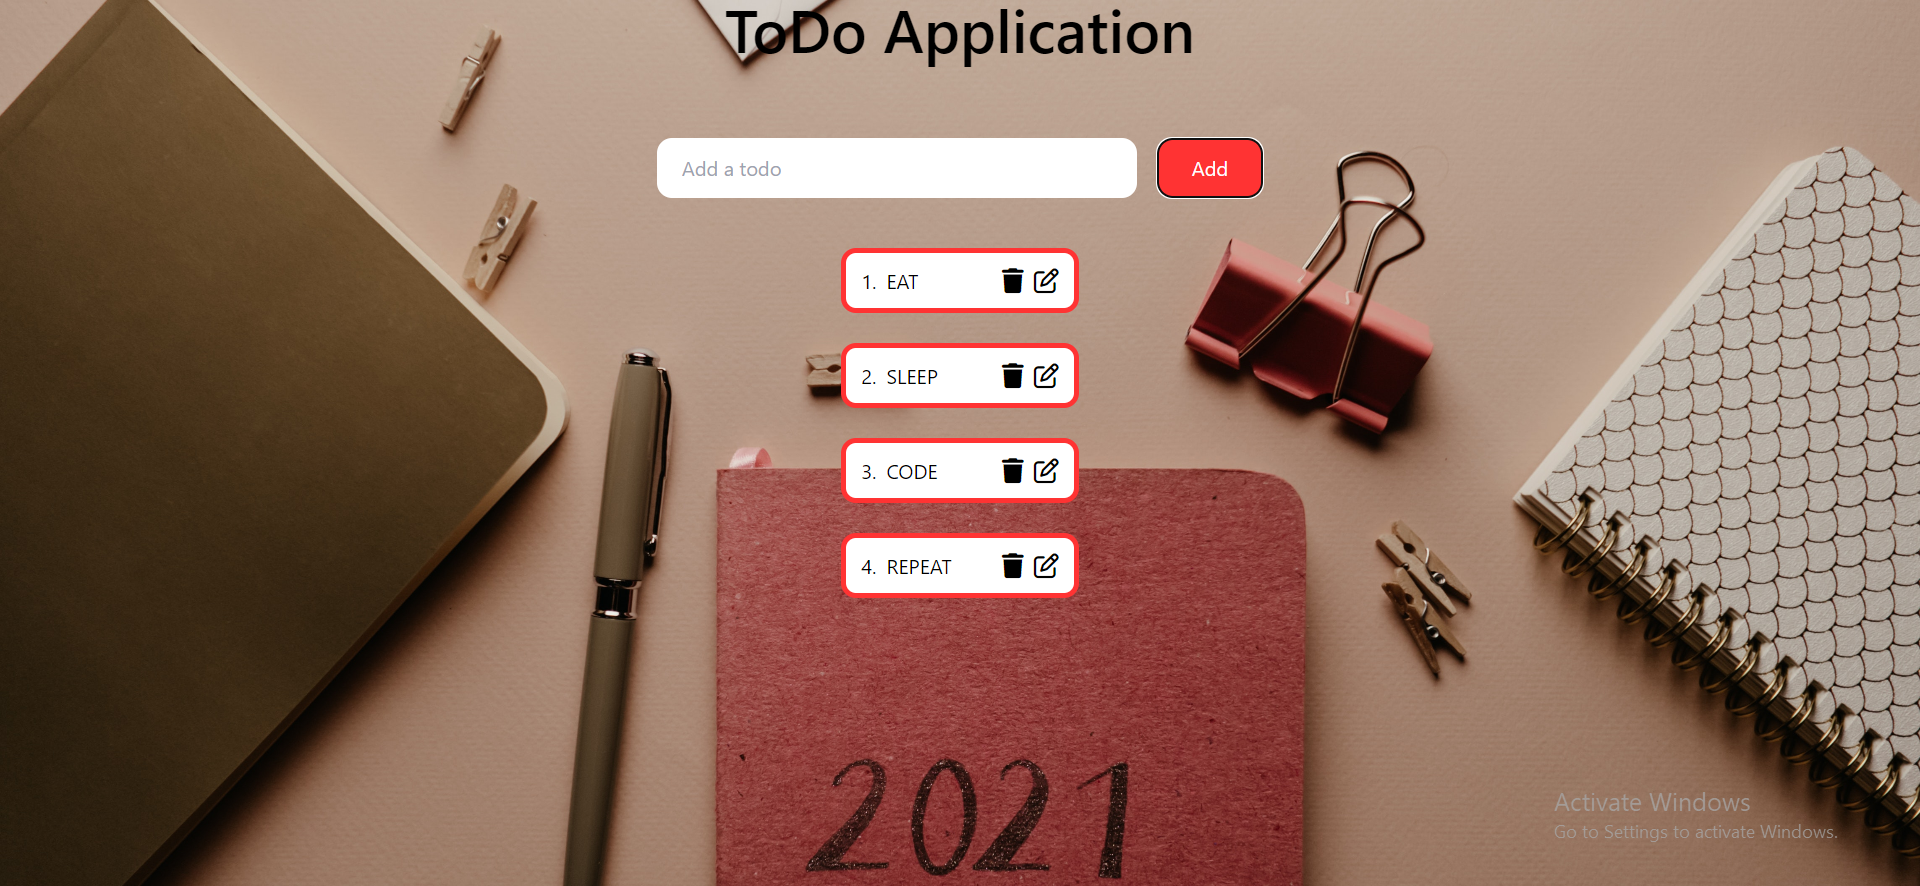 ToDo Application
Add a todo
Add
1. EAT
2. SLEEP
3. CODE
4. REPEAT
2021
Activate Windows
Go to Settings to activate Windows.